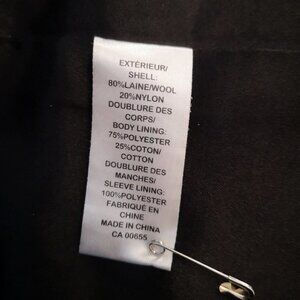 EXTÉRIEUR/
SHELL:
80%LAINE/WOOL
20%NYLON
DOUBLURE DES
CORPS/
BODY LINING:
75%POLYESTER
25%COTON/
COTTON
DOUBLURE DES
MANCHES/
SLEEVE LINING:
100%POLYESTER
FABRIQUÉ EN
CHINE
MADE IN CHINA
CA 00655